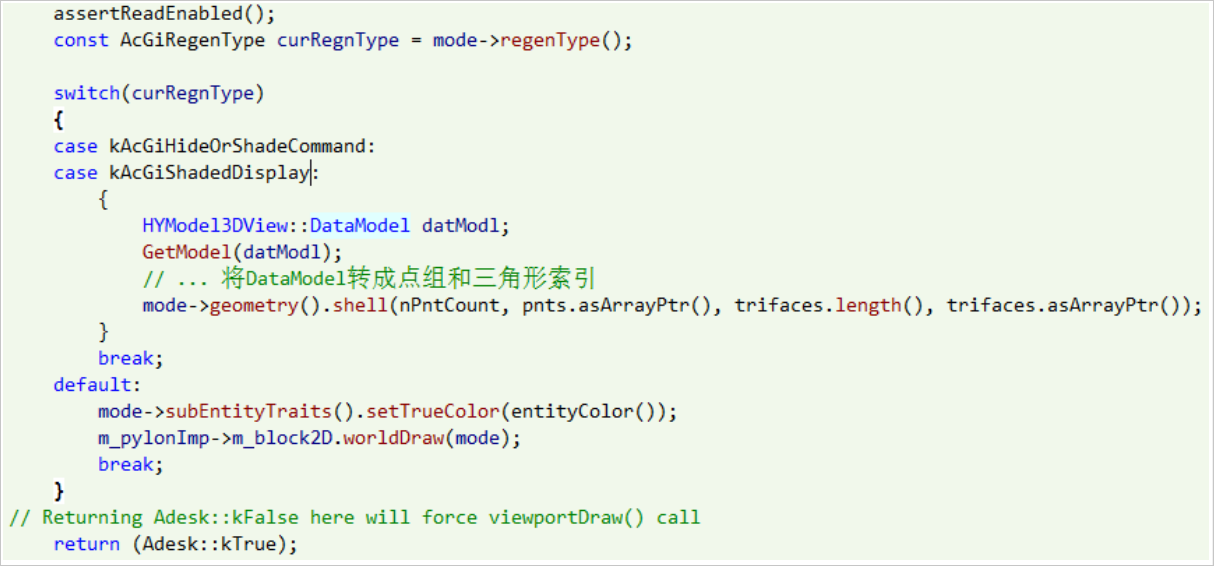 assertReadEnabled();
const AcGiRegenType curRegnType = mode->regenType();
switch(curRegnType)
{
case kAcGiHideOrShadeCommand:
case kAcGiShadedDisplay:
{
HYModel3DView::DataModel datModl;
GetModel(datModl);
// ... 将DataModel转成点组和三角形索引
mode->geometry().shell(nPntCount, pnts.asArrayPtr(), trifaces.length(), trifaces.asArrayPtr());
}
break;
default:
mode->subEntityTraits().setTrueColor(entityColor());
m_pylonImp->m_block2D.worldDraw(mode);
break;
}
// Returning Adesk::kFalse here will force viewportDraw() call
return (Adesk::kTrue);